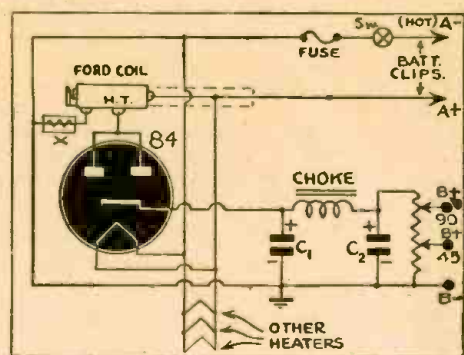 Sw (HOT) A-
FUSE
BATT.
CLIPS.
FORD COIL
H.T.
A+
X
84
CHOKE
B+
90
+ +
C1 C2
B+
45
- -
B-
OTHER
HEATERS